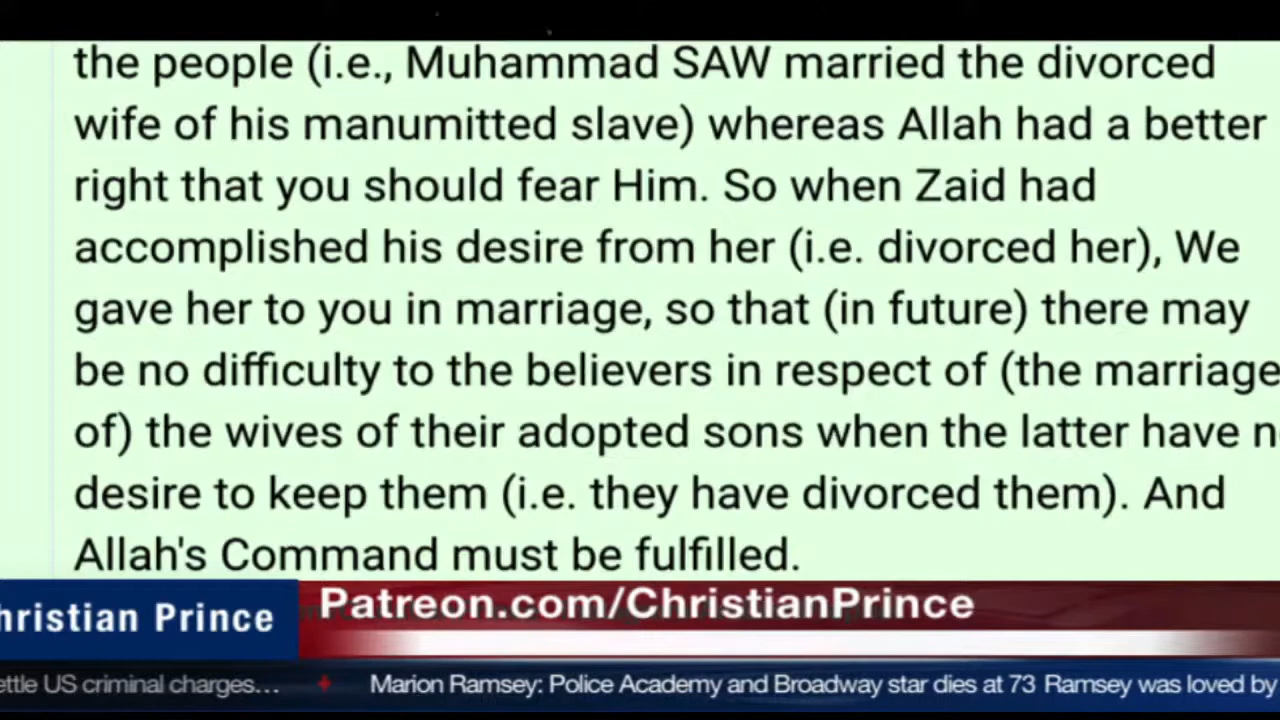 the people (i.e., Muhammad SAW married the divorced
wife of his manumitted slave) whereas Allah had a better
right that you should fear Him. So when Zaid had
accomplished his desire from her (i.e. divorced her), We
gave her to you in marriage, so that (in future) there may
be no difficulty to the believers in respect of (the marriage
of) the wives of their adopted sons when the latter have n
desire to keep them (i.e. they have divorced them). And
Allah's Command must be fulfilled.
hristian Prince
Patreon.com/ChristianPrince
ettle US criminal charges... Marion Ramsey: Police Academy and Broadway star dies at 73 Ramsey was loved by